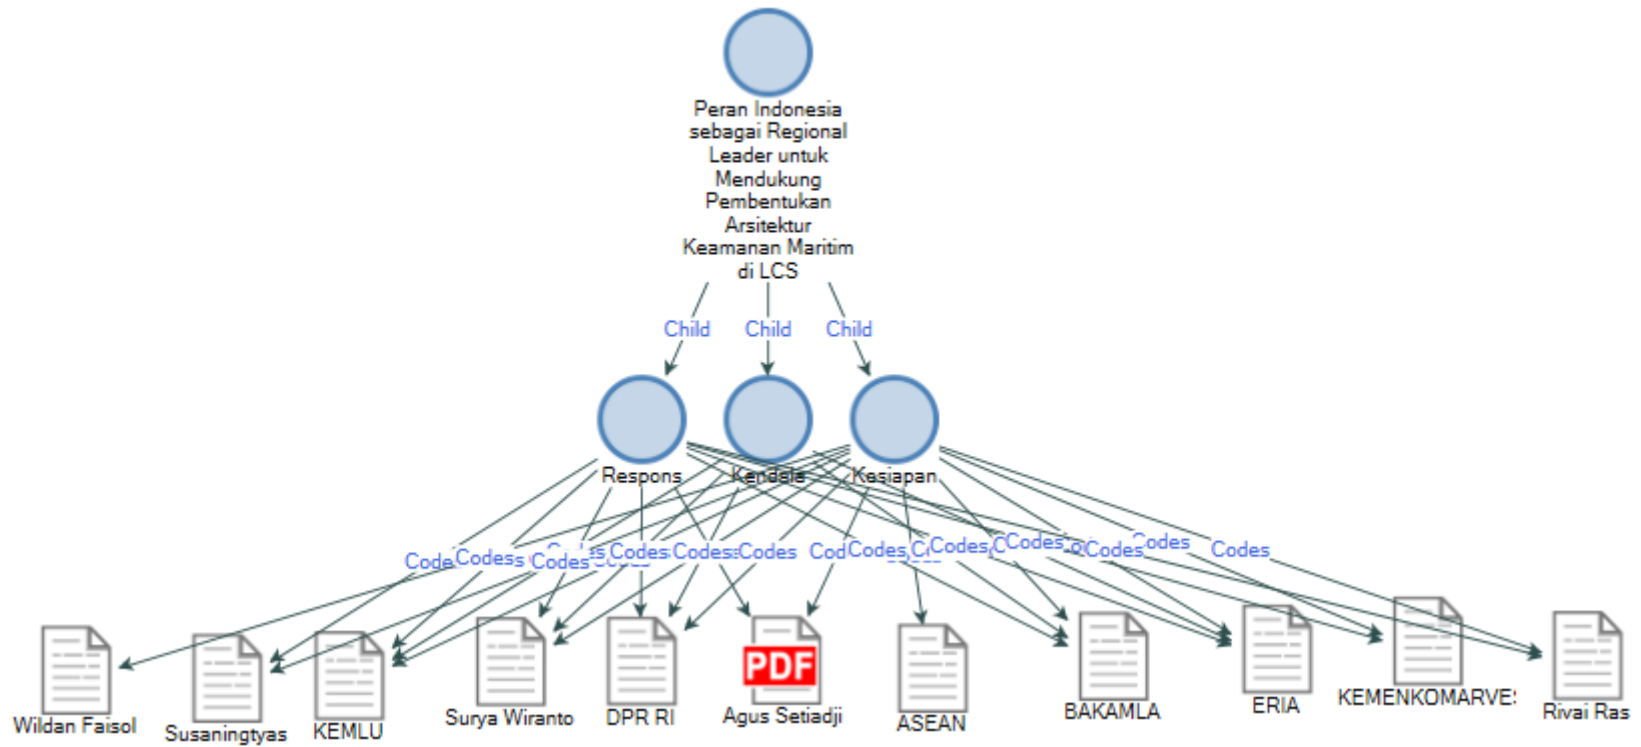 Peran Indonesia
sebagai Regional
Leader untuk
Mendukung
Pembentukan
Arsitektur
Keamanan Maritim
di LCS
Child
Child
Child
Respons
Kendala
Kesiapan
Codes
Codes
Codes
Codes
Codes
Codes
Codes
Codes
Codes
Codes
Codes
Codes
PDF
Wildan Faisol
Susaningtyas
KEMLU
Surya Wiranto
DPR RI
Agus Setiadji
ASEAN
BAKAMLA
ERIA
KEMENKOMARVES
Rivai Ras